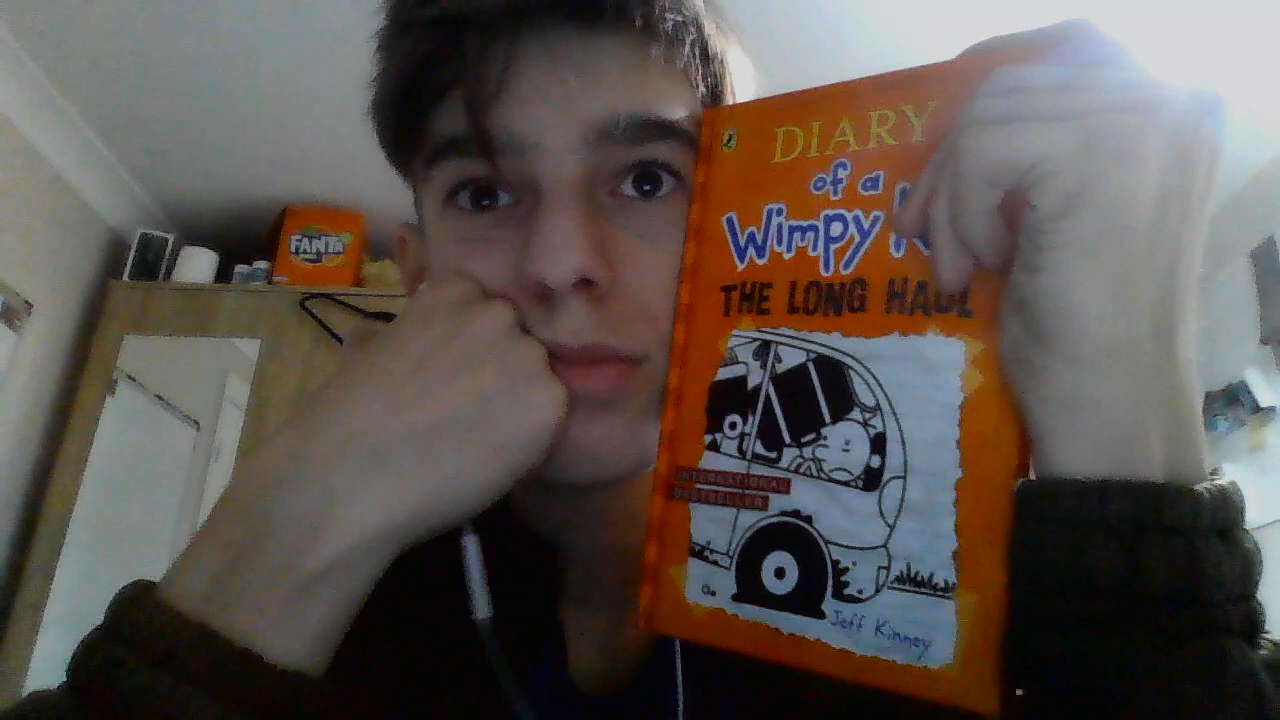 FANTA
DIARY
of a
Wimpy
THE LONG HAUL
INTERNATIONAL
BESTSELLER
Jeff Kinney